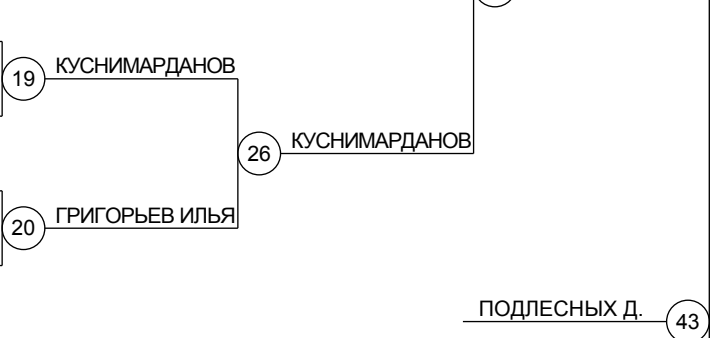 19 КУСНИМАРДАНОВ
26 КУСНИМАРДАНОВ
20 ГРИГОРЬЕВ ИЛЬЯ
ПОДЛЕСНЫХ Д. 43